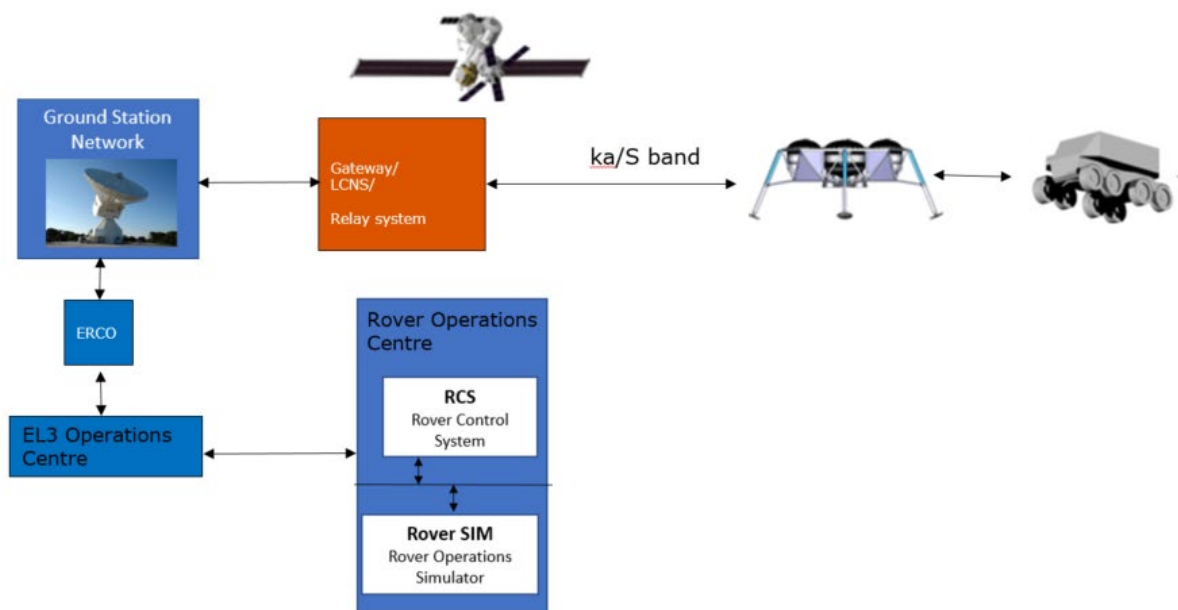 Ground Station
Network
Gateway/
LCNS/
Relay system
ka/S band
ERCO
EL3 Operations
Centre
Rover Operations
Centre
RCS
Rover Control
System
Rover SIM
Rover Operations
Simulator